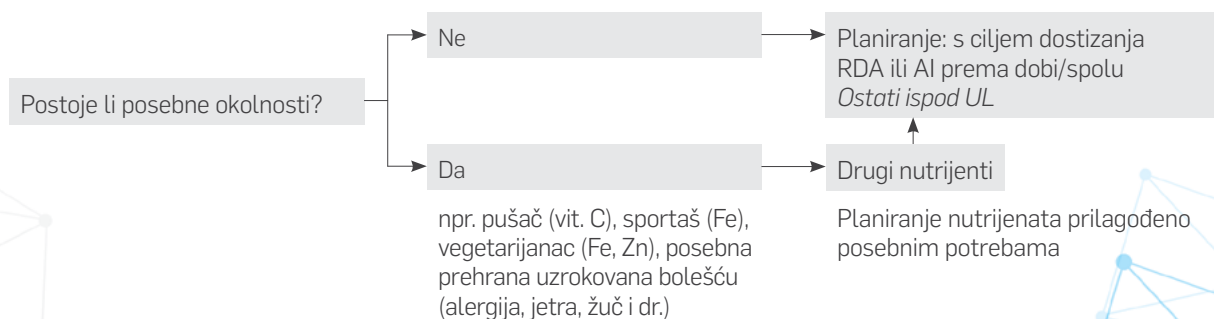 Postoje li posebne okolnosti?
Ne
Planiranje: s ciljem dostizanja
RDA ili AI prema dobi/spolu
Ostati ispod UL
Da
npr. pušač (vit. C), sportaš (Fe),
vegetarijanac (Fe, Zn), posebna
prehrana uzrokovana bolešću
(alergija, jetra, žuč i dr.)
Drugi nutrijenti
Planiranje nutrijenata prilagođeno
posebnim potrebama